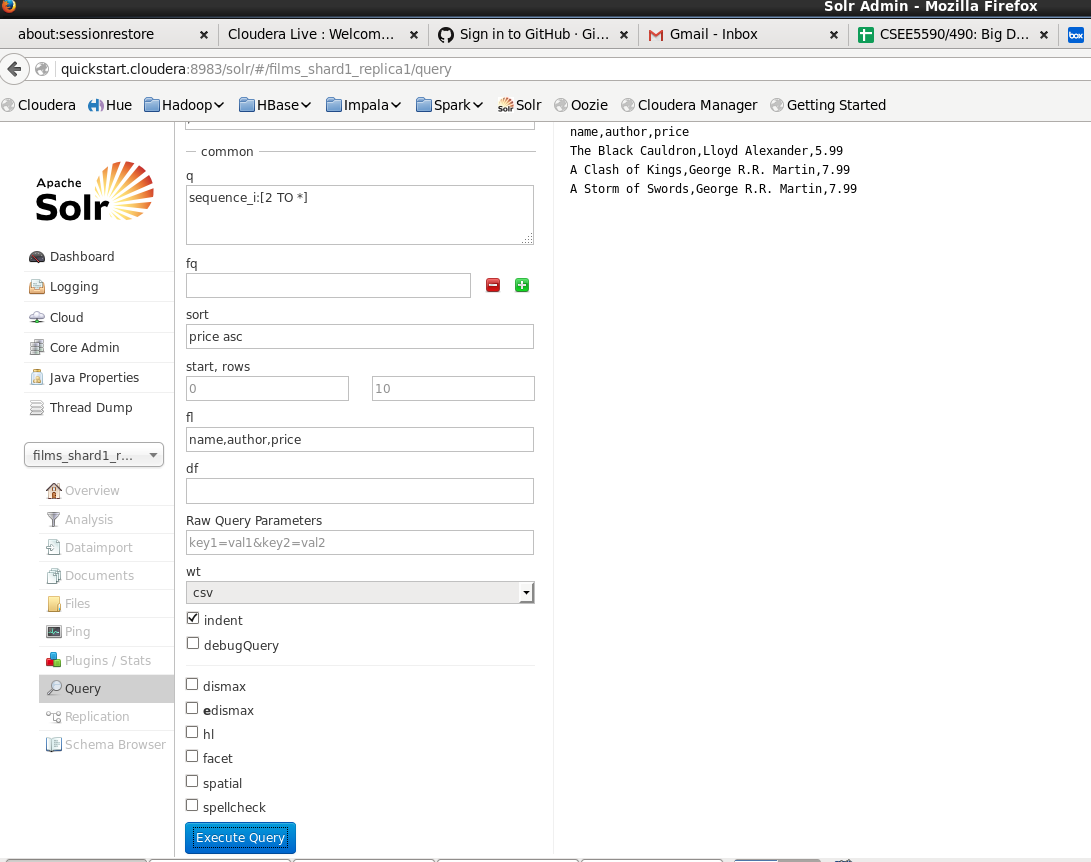 Solr Admin - Mozilla Firefox
about:sessionrestore × Cloudera Live : Welcom... × Sign in to GitHub · Gi... × Gmail - Inbox × CSEE5590/490: Big D... × box
quickstart.cloudera:8983/solr/#/films_shard1_replica1/query
Cloudera Hue Hadoop HBase Impala Spark Solr Oozie Cloudera Manager Getting Started
Apache
Solr
Dashboard
Logging
Cloud
Core Admin
Java Properties
Thread Dump
films_shard1_r...
Overview
Analysis
Dataimport
Documents
Files
Ping
Plugins / Stats
Query
Replication
Schema Browser
common
q
sequence_i:[2 TO *]
fq
sort
price asc
start, rows
0 10
fl
name,author,price
df
Raw Query Parameters
key1=val1&key2=val2
wt
csv
indent
debugQuery
dismax
edismax
hl
facet
spatial
spellcheck
Execute Query
name,author,price
The Black Cauldron,Lloyd Alexander,5.99
A Clash of Kings,George R.R. Martin,7.99
A Storm of Swords,George R.R. Martin,7.99